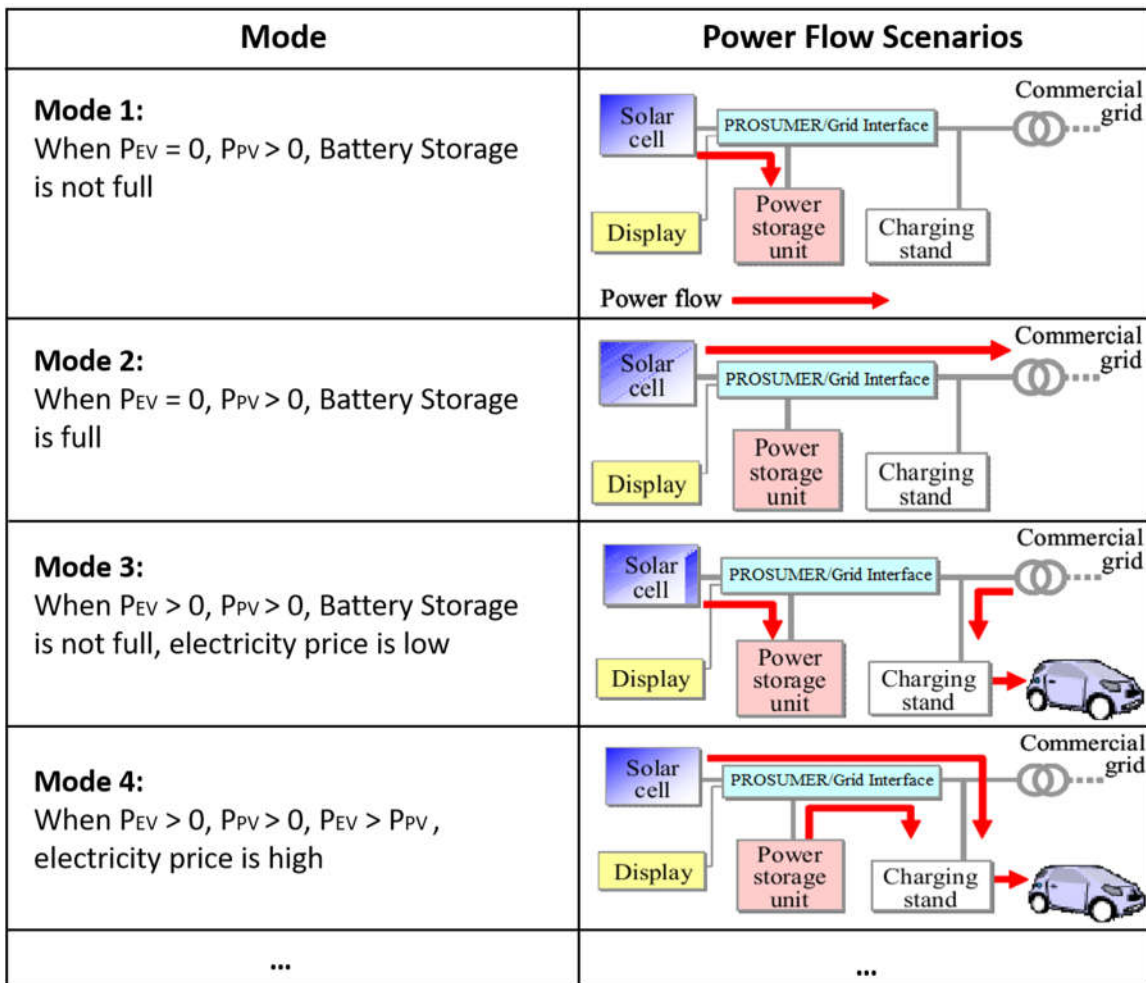 Mode
Power Flow Scenarios
Mode 1:
When PEV = 0, PPV > 0, Battery Storage
is not full
Solar
cell
PROSUMER/Grid Interface
Commercial
grid
Display
Power
storage
unit
Charging
stand
Power flow
Mode 2:
When PEV = 0, PPV > 0, Battery Storage
is full
Solar
cell
PROSUMER/Grid Interface
Commercial
grid
Display
Power
storage
unit
Charging
stand
Mode 3:
When PEV > 0, PPV > 0, Battery Storage
is not full, electricity price is low
Solar
cell
PROSUMER/Grid Interface
Commercial
grid
Display
Power
storage
unit
Charging
stand
Mode 4:
When PEV > 0, PPV > 0, PEV > PPV ,
electricity price is high
Solar
cell
PROSUMER/Grid Interface
Commercial
grid
Display
Power
storage
unit
Charging
stand
...
...